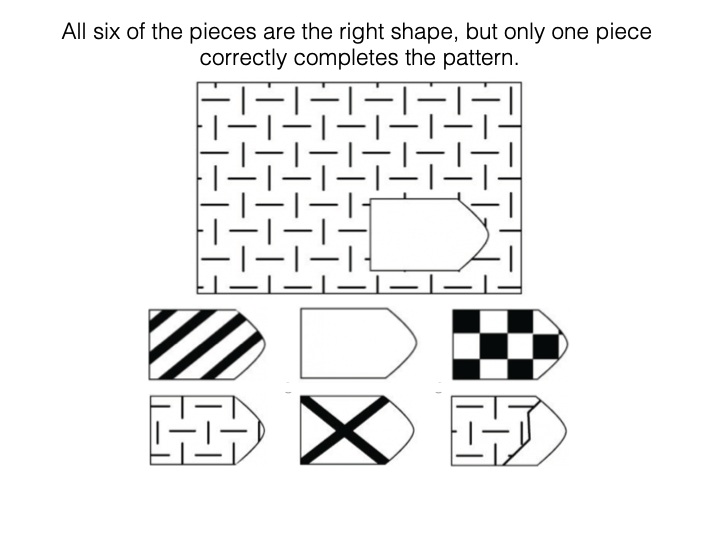 All six of the pieces are the right shape, but only one piece
correctly completes the pattern.